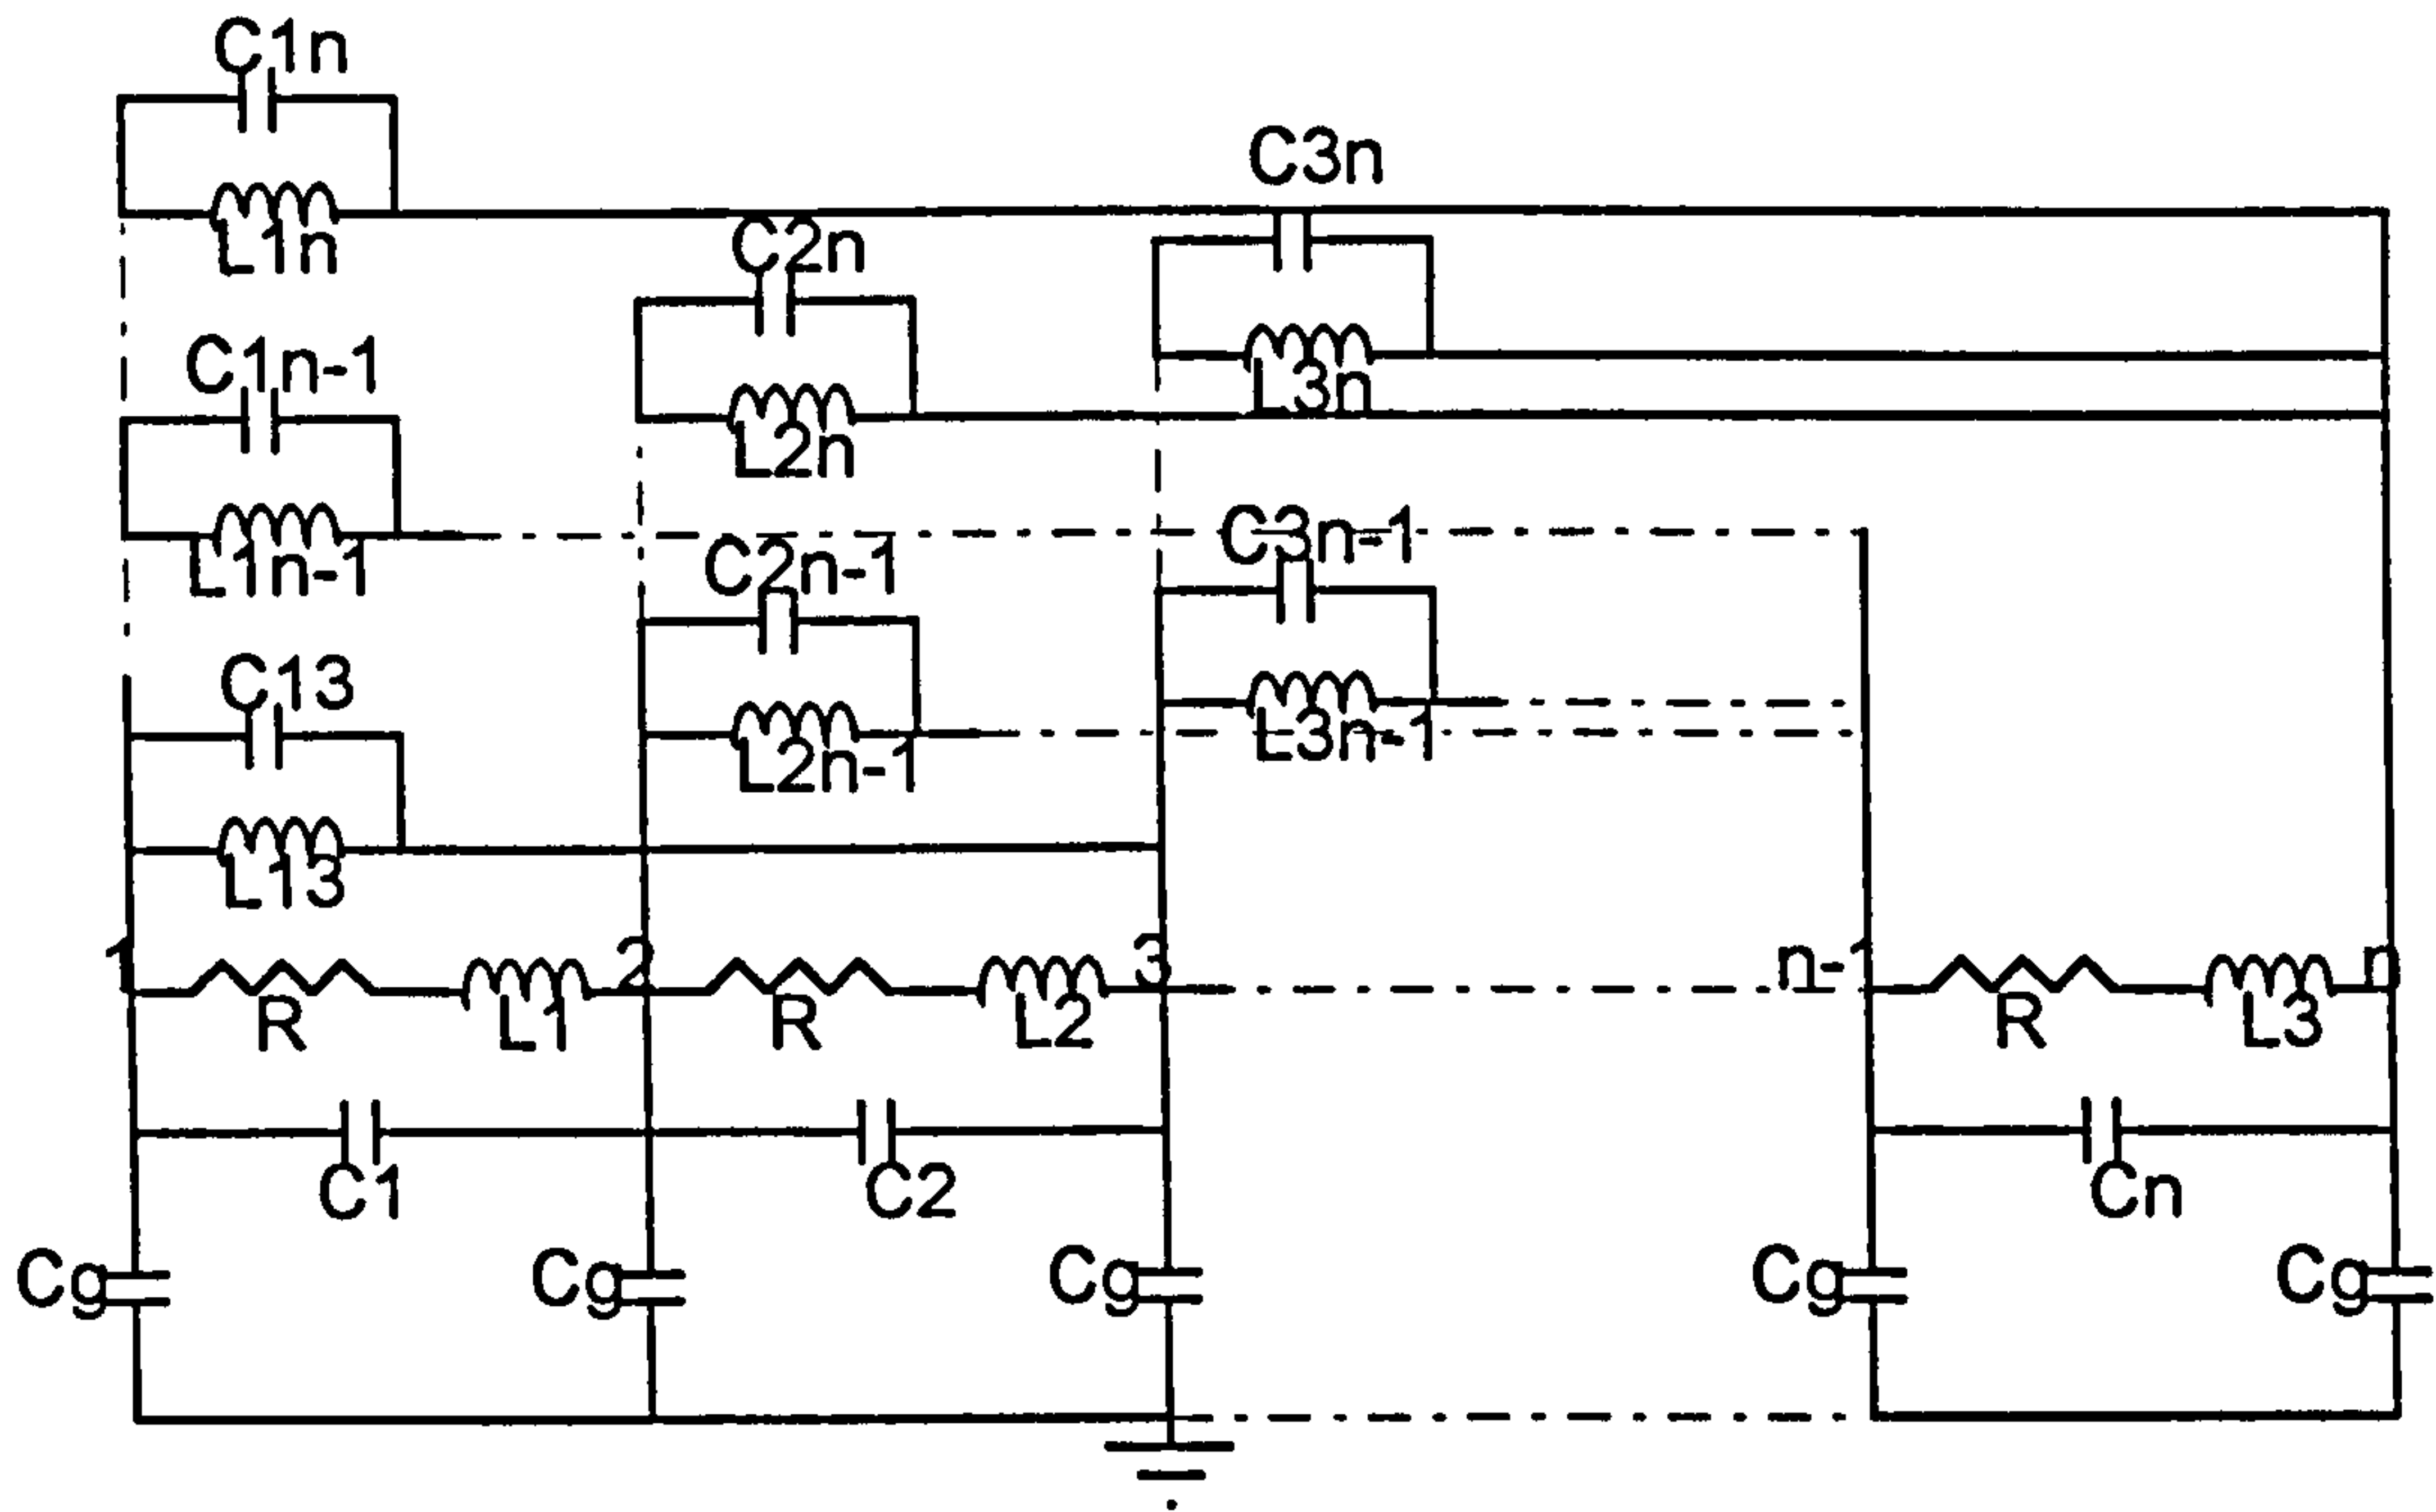 C1n
C3n
L1n
C2n
C1n-1
L3n
L2n
C3n-1
L1n-1
C2n-1
C13
L3n-1
L2n-1
L13
1 2 3 n-1 n
R L1 R L2 R L3
C1 C2 Cn
Cg Cg Cg Cg Cg